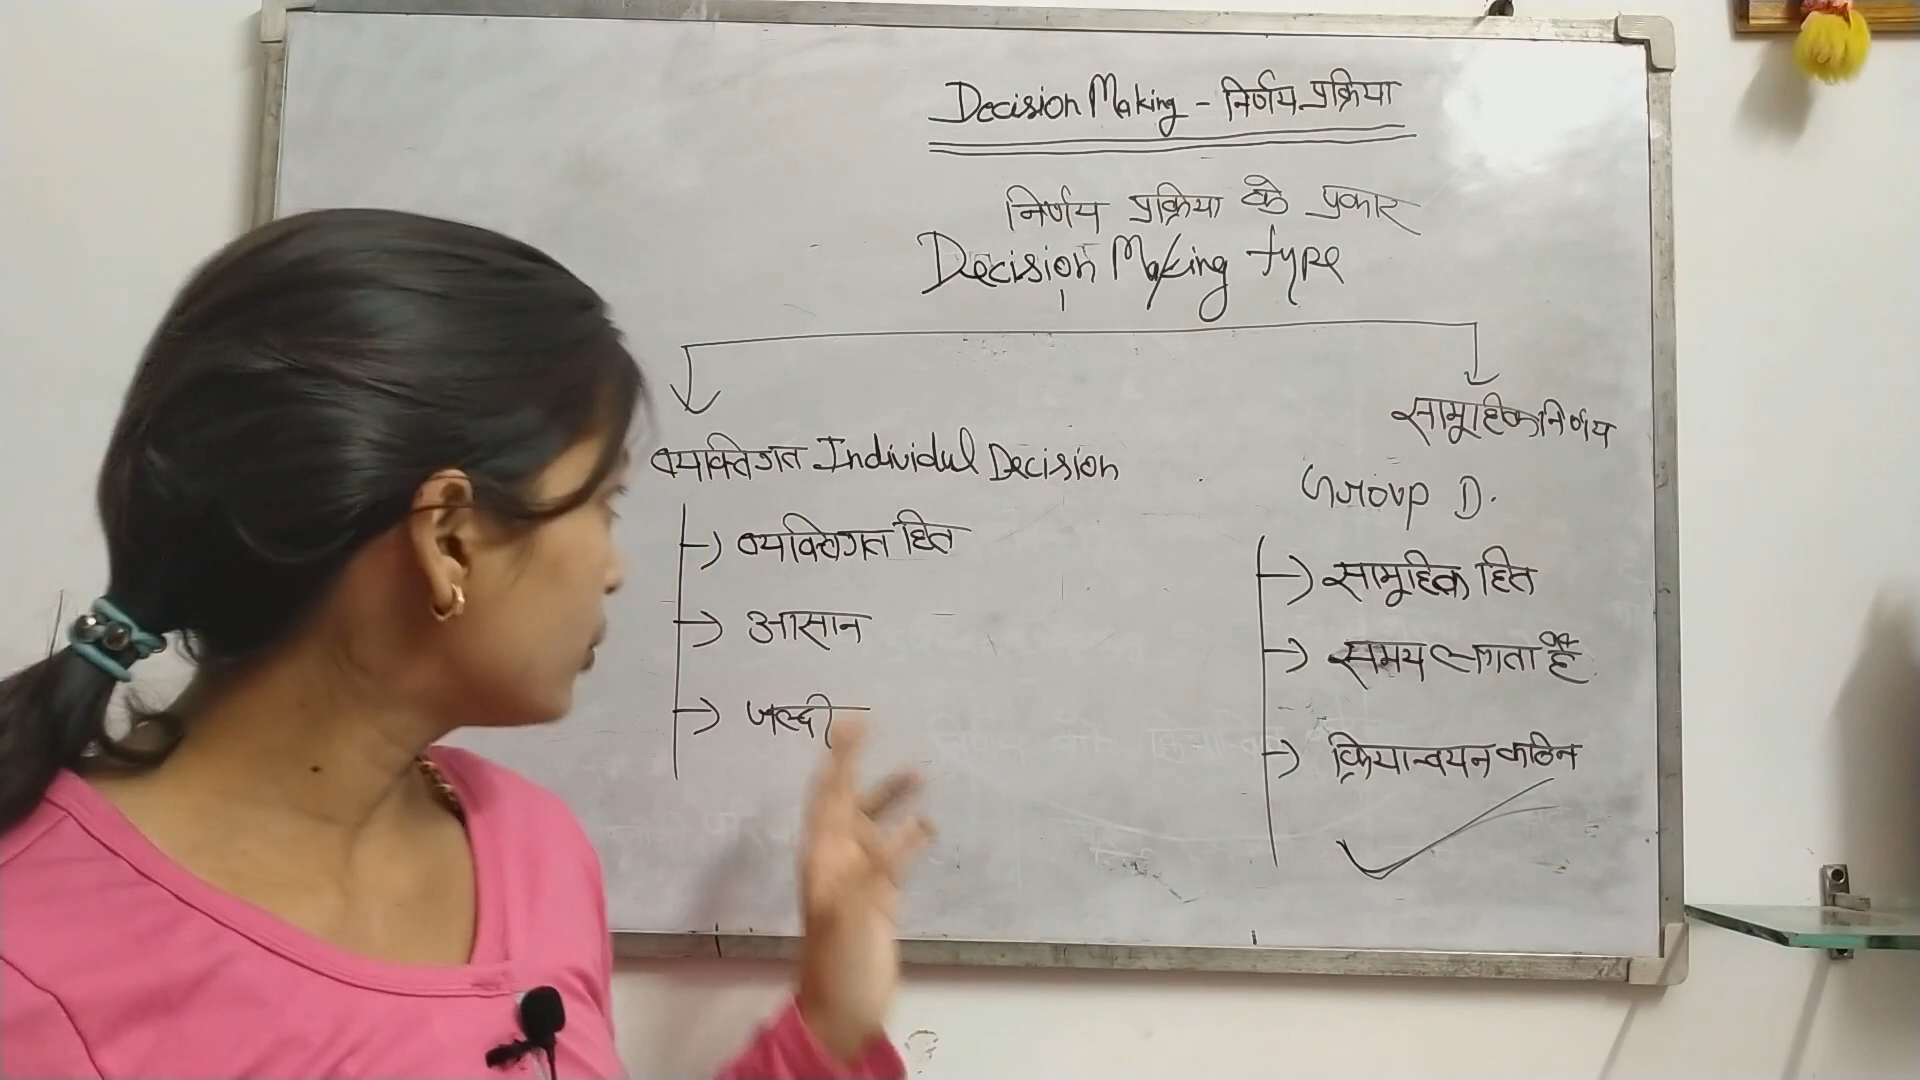 Decision Making - निर्णय प्रक्रिया
निर्णय प्रक्रिया के प्रकार
Decision Making type
व्यक्तिगत Individul Decision
व्यक्तिगत हित
आसान
जल्दी
सामूहिक निर्णय
Group D.
सामूहिक हित
समय लगता है
क्रियान्वयन कठिन